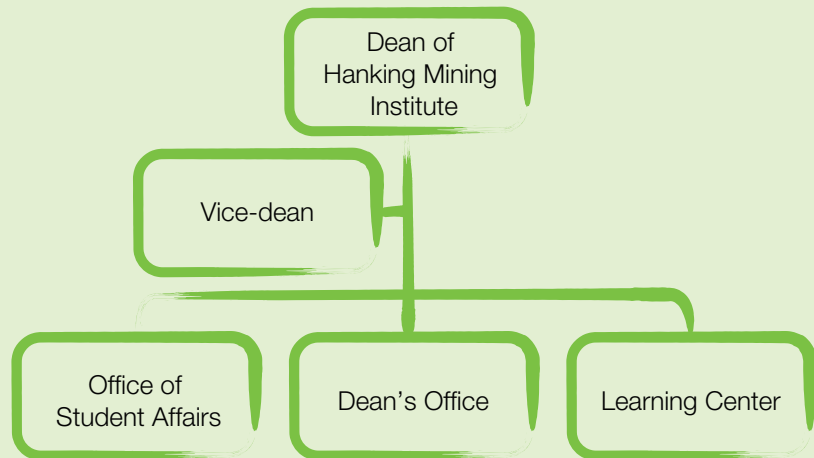 Dean of
Hanking Mining
Institute
Vice-dean
Office of
Student Affairs
Dean’s Office
Learning Center